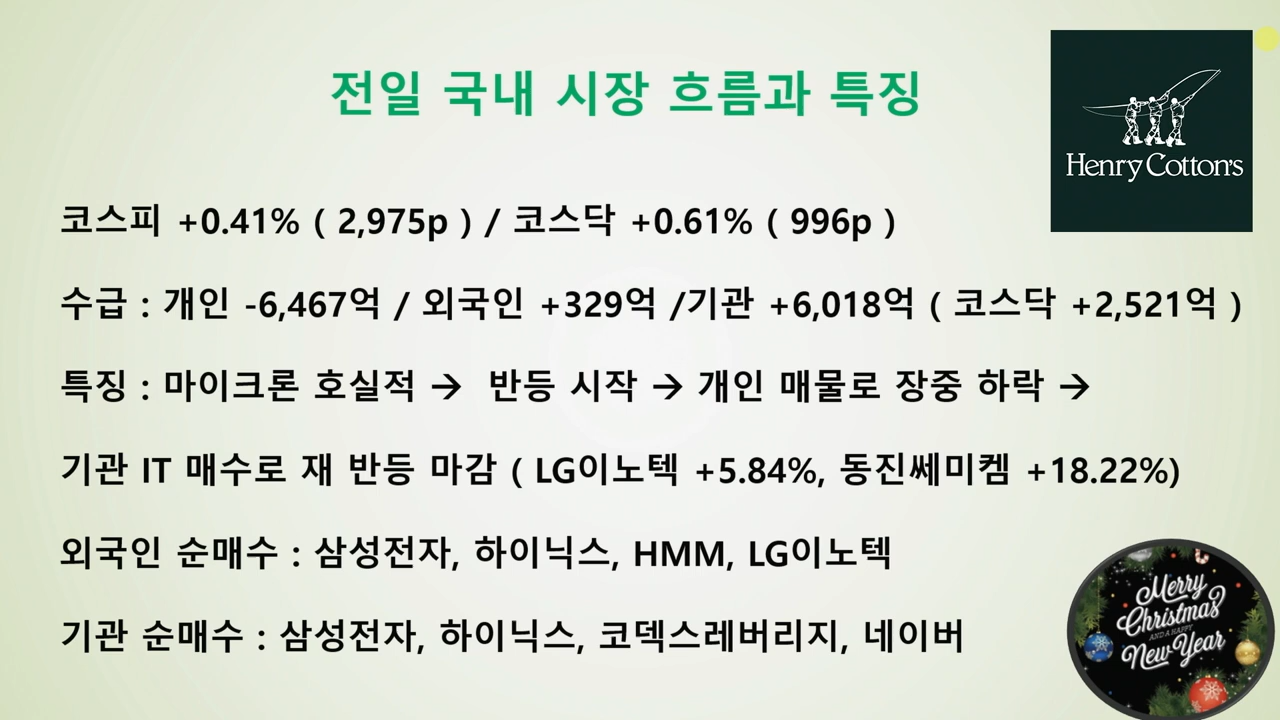 전일 국내 시장 흐름과 특징
Henry Cotton's
코스피 +0.41% ( 2,975p ) / 코스닥 +0.61% ( 996p )
수급 : 개인 -6,467억 / 외국인 +329억 /기관 +6,018억 ( 코스닥 +2,521억 )
특징 : 마이크론 호실적 → 반등 시작 → 개인 매물로 장중 하락 →
기관 IT 매수로 재 반등 마감 ( LG이노텍 +5.84%, 동진쎄미켐 +18.22%)
외국인 순매수 : 삼성전자, 하이닉스, HMM, LG이노텍
기관 순매수 : 삼성전자, 하이닉스, 코덱스레버리지, 네이버
Merry
Christmas
AND A HAPPY
New Year